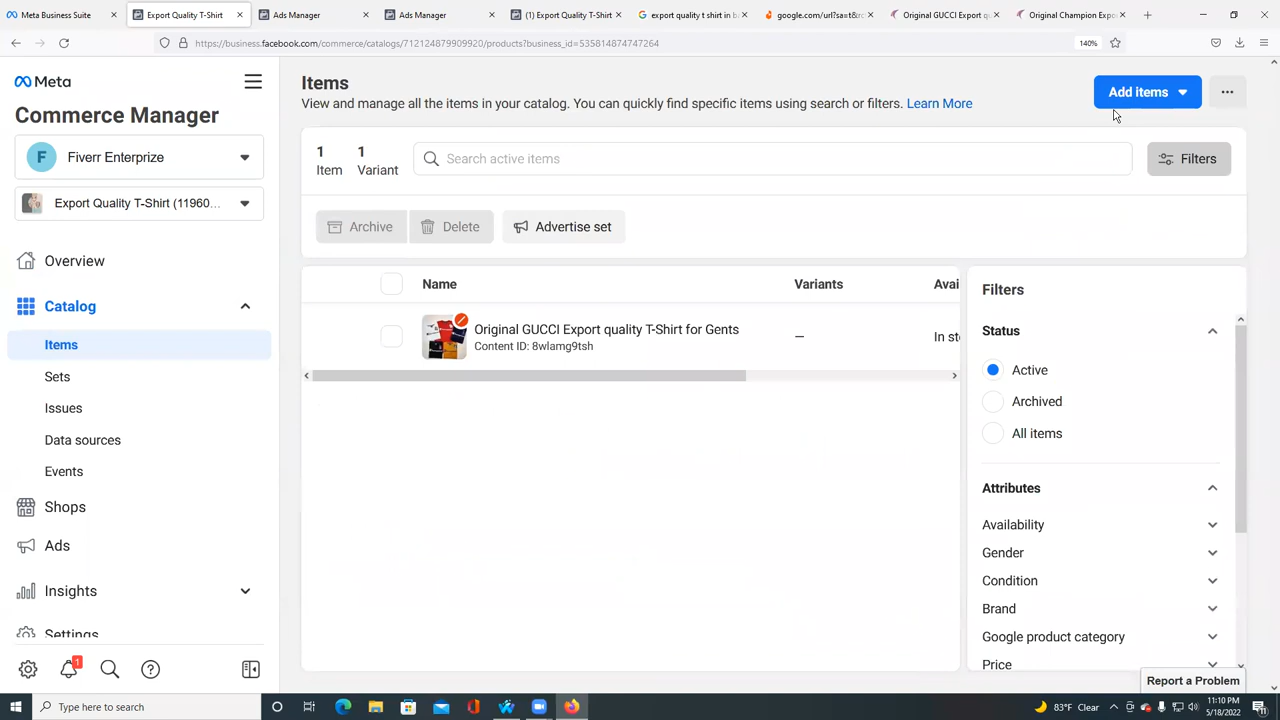 Meta Business Suite
Export Quality T-Shirt
Ads Manager
Ads Manager
(1) Export Quality T-Shirt
export quality t shirt in b
google.com/url?sa=t&rc
Original GUCCI Export qu
Original Champion Expo
https://business.facebook.com/commerce/catalogs/712124879909920/products?business_id=535814874747264
140%
Meta
Commerce Manager
F
Fiverr Enterprize
Export Quality T-Shirt (11960...
Overview
Catalog
Items
Sets
Issues
Data sources
Events
Shops
Ads
Insights
Settings
1
Items
View and manage all the items in your catalog. You can quickly find specific items using search or filters. Learn More
Add items
1
Item
1
Variant
Search active items
Filters
Archive
Delete
Advertise set
Name
Variants
Avai
Original GUCCI Export quality T-Shirt for Gents
Content ID: 8wlamg9tsh
—
In sto
Filters
Status
Active
Archived
All items
Attributes
Availability
Gender
Condition
Brand
Google product category
Price
Report a Problem
Type here to search
83°F Clear
11:10 PM
5/18/2022